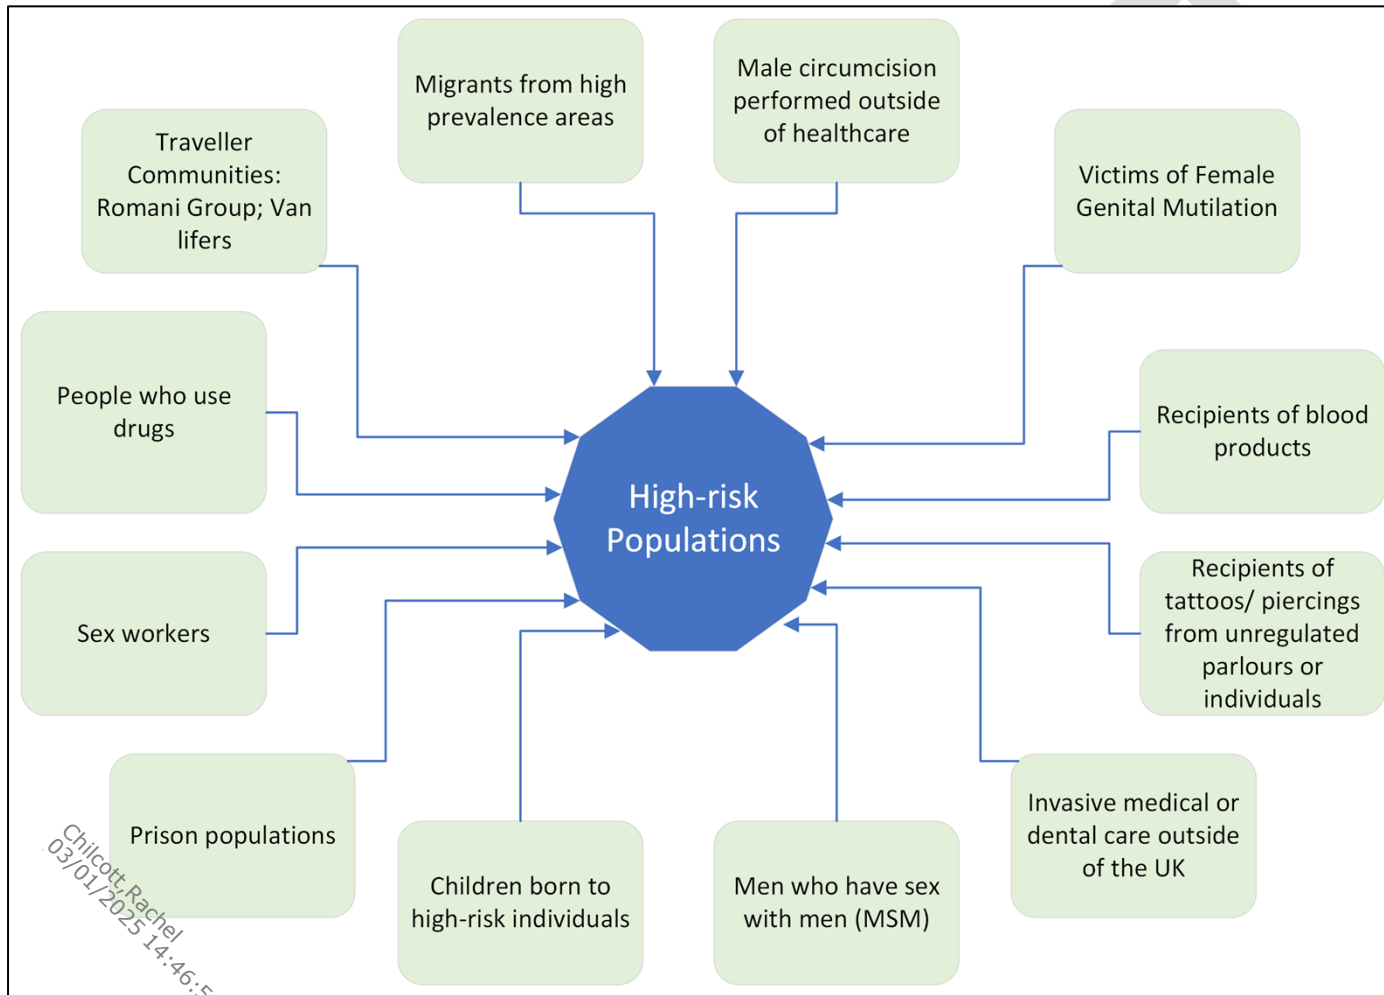 Migrants from high
prevalence areas
Male circumcision
performed outside
of healthcare
Traveller
Communities:
Romani Group; Van
lifers
Victims of Female
Genital Mutilation
People who use
drugs
Recipients of blood
products
High-risk
Populations
Sex workers
Recipients of
tattoos/ piercings
from unregulated
parlours or
individuals
Prison populations
Children born to
high-risk individuals
Men who have sex
with men (MSM)
Invasive medical or
dental care outside
of the UK
Chilcott,Rachel
03/01/2025 14:46:5